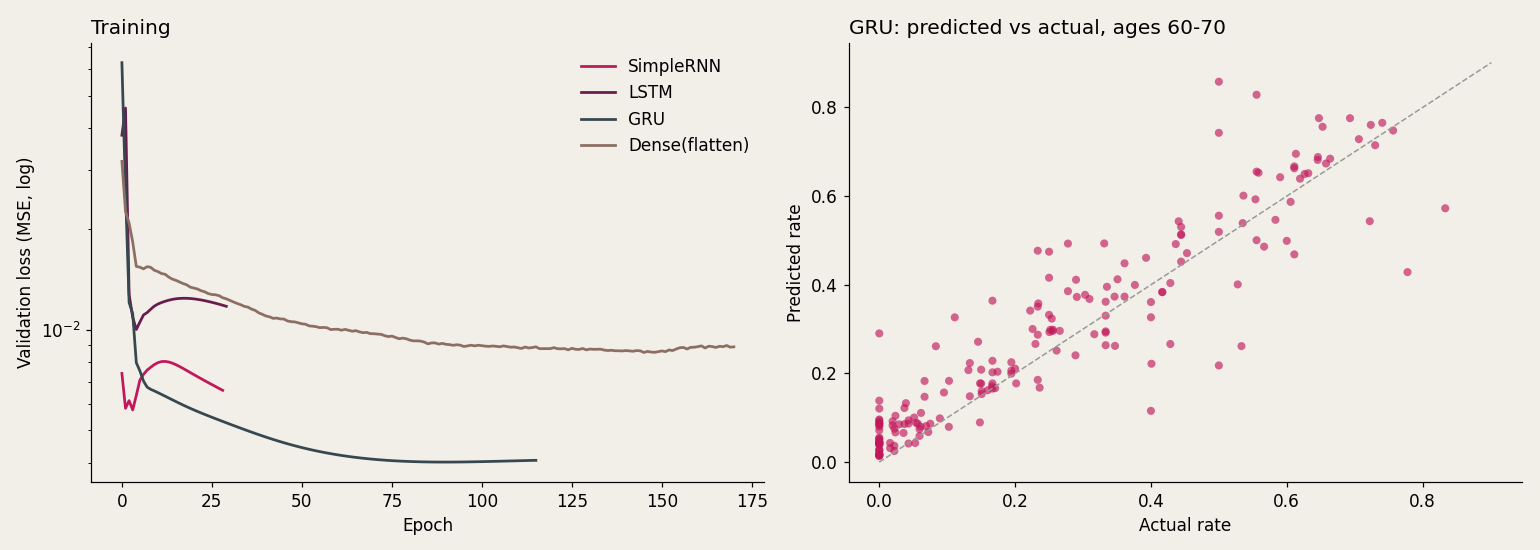 Training
Validation loss (MSE, log)
10⁻²
SimpleRNN
LSTM
GRU
Dense(flatten)
0 25 50 75 100 125 150 175
Epoch
GRU: predicted vs actual, ages 60-70
Predicted rate
0.8
0.6
0.4
0.2
0.0
0.0 0.2 0.4 0.6 0.8
Actual rate